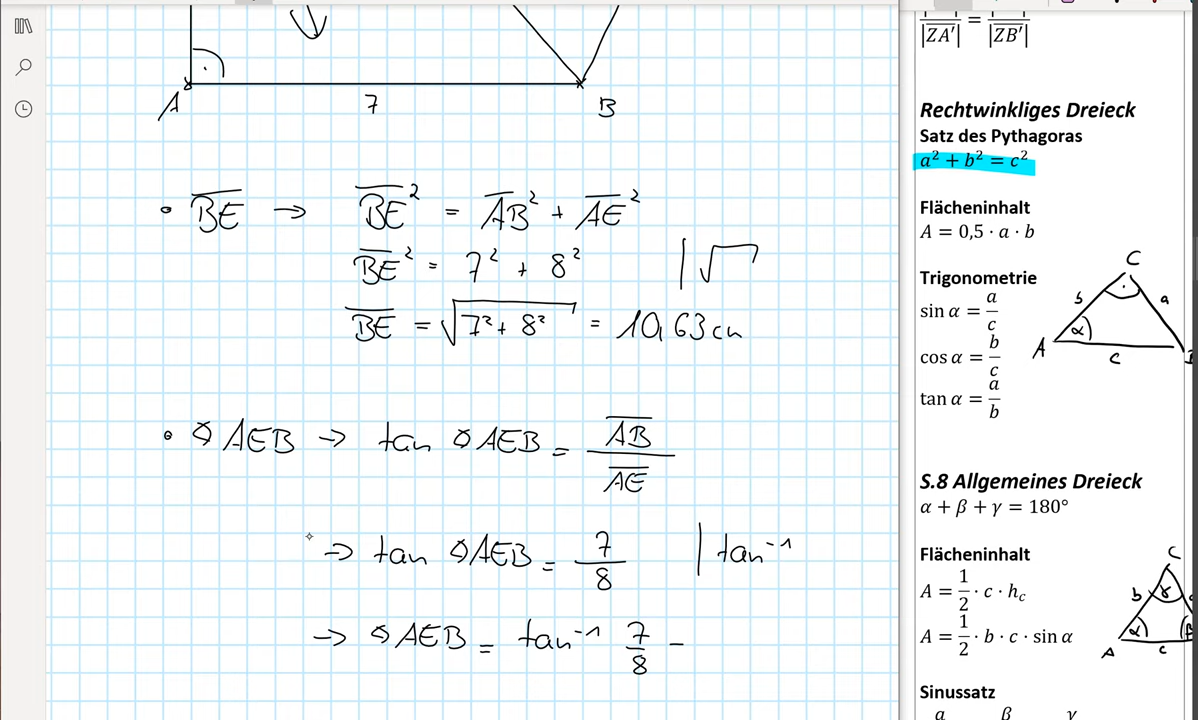 A
7
B
• BE → BE² = AB² + AE²
BE² = 7² + 8² | √
BE = √7² + 8² = 10,63cm
• ∢ AEB → tan ∢ AEB = AB / AE
→ tan ∢ AEB = 7/8 | tan⁻¹
→ ∢ AEB = tan⁻¹ 7/8 =
|ZA'| = |ZB'|
Rechtwinkliges Dreieck
Satz des Pythagoras
a² + b² = c²
Flächeninhalt
A = 0,5 · a · b
Trigonometrie
sin α = a/c
cos α = b/c
tan α = a/b
C
b
a
A
α
c
S.8 Allgemeines Dreieck
α + β + γ = 180°
Flächeninhalt
A = 1/2 · c · h_c
A = 1/2 · b · c · sin α
C
b
γ
α
β
A
c
Sinussatz
a β γ